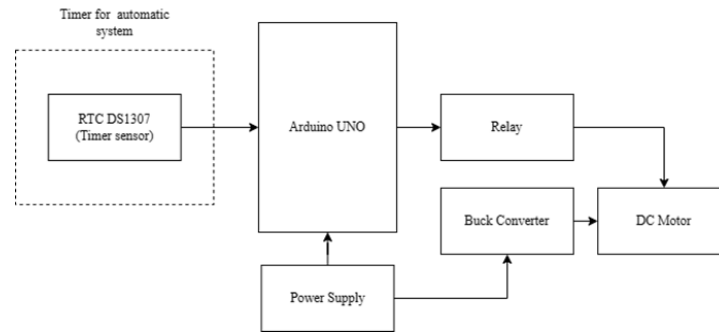 Timer for automatic
system
RTC DS1307
(Timer sensor)
Arduino UNO
Relay
Buck Converter
DC Motor
Power Supply